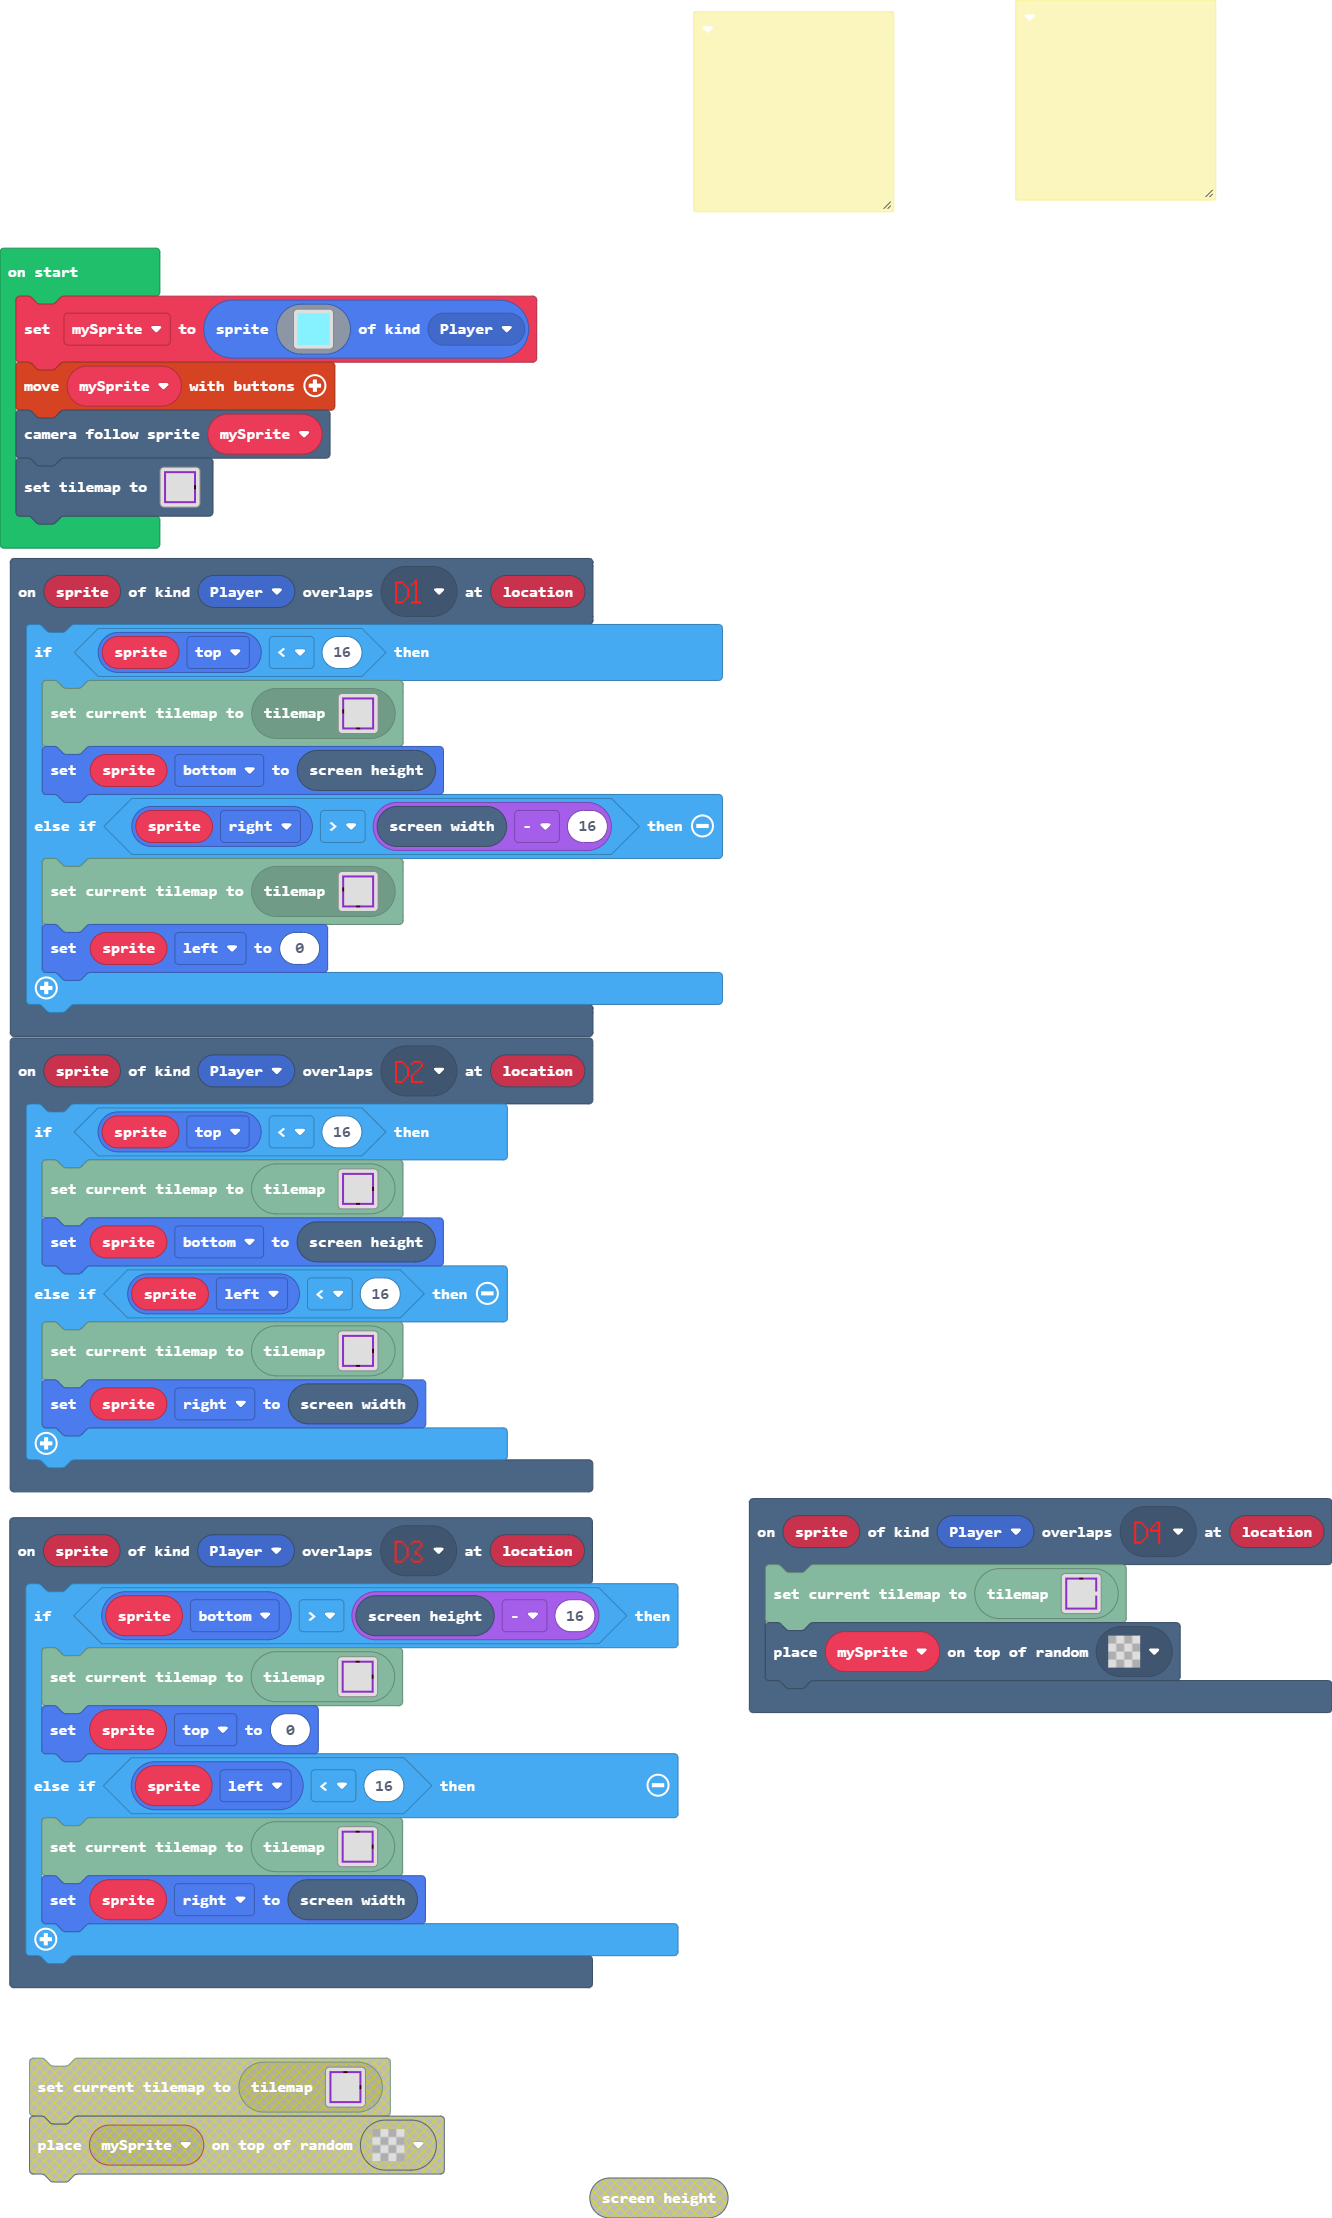 on start
set mySprite to sprite of kind Player
move mySprite with buttons
camera follow sprite mySprite
set tilemap to
on sprite of kind Player overlaps D1 at location
if sprite top < 16 then
set current tilemap to tilemap
set sprite bottom to screen height
else if sprite right > screen width - 16 then
set current tilemap to tilemap
set sprite left to 0
on sprite of kind Player overlaps D2 at location
if sprite top < 16 then
set current tilemap to tilemap
set sprite bottom to screen height
else if sprite left < 16 then
set current tilemap to tilemap
set sprite right to screen width
on sprite of kind Player overlaps D3 at location
if sprite bottom > screen height - 16 then
set current tilemap to tilemap
set sprite top to 0
else if sprite left < 16 then
set current tilemap to tilemap
set sprite right to screen width
on sprite of kind Player overlaps D4 at location
set current tilemap to tilemap
place mySprite on top of random
set current tilemap to tilemap
place mySprite on top of random
screen height